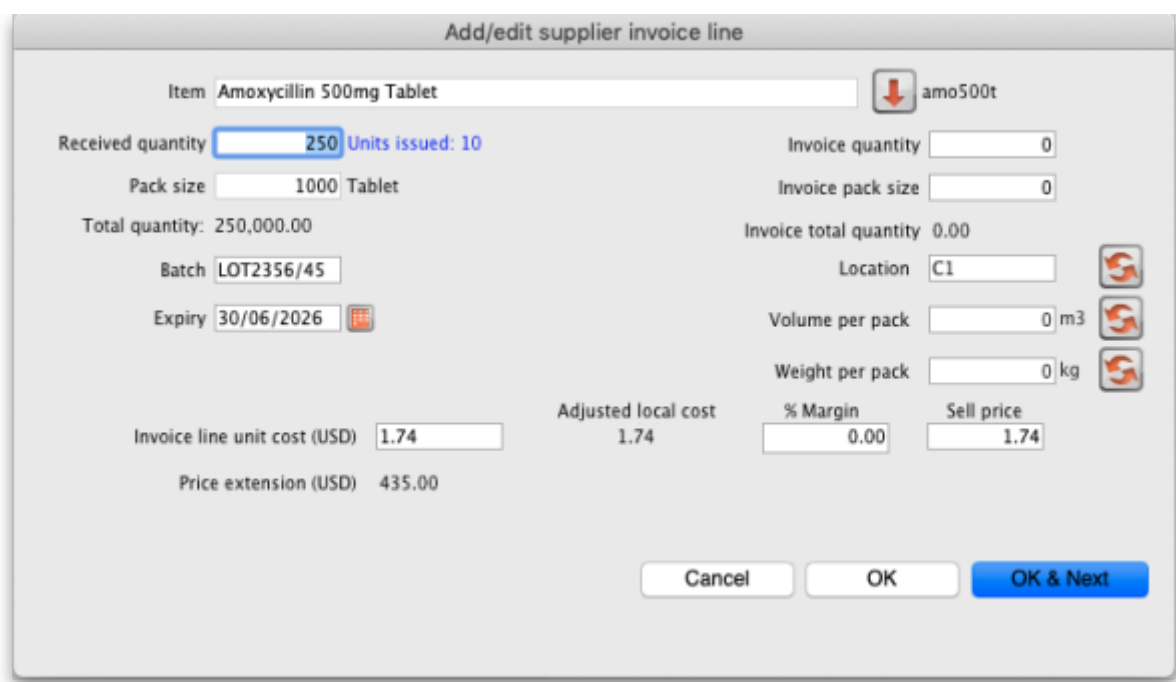 Add/edit supplier invoice line
Item Amoxycillin 500mg Tablet amo500t
Received quantity 250 Units issued: 10 Invoice quantity 0
Pack size 1000 Tablet Invoice pack size 0
Total quantity: 250,000.00 Invoice total quantity 0.00
Batch LOT2356/45 Location C1
Expiry 30/06/2026 Volume per pack 0 m3
Weight per pack 0 kg
Adjusted local cost % Margin Sell price
Invoice line unit cost (USD) 1.74 1.74 0.00 1.74
Price extension (USD) 435.00
Cancel OK OK & Next